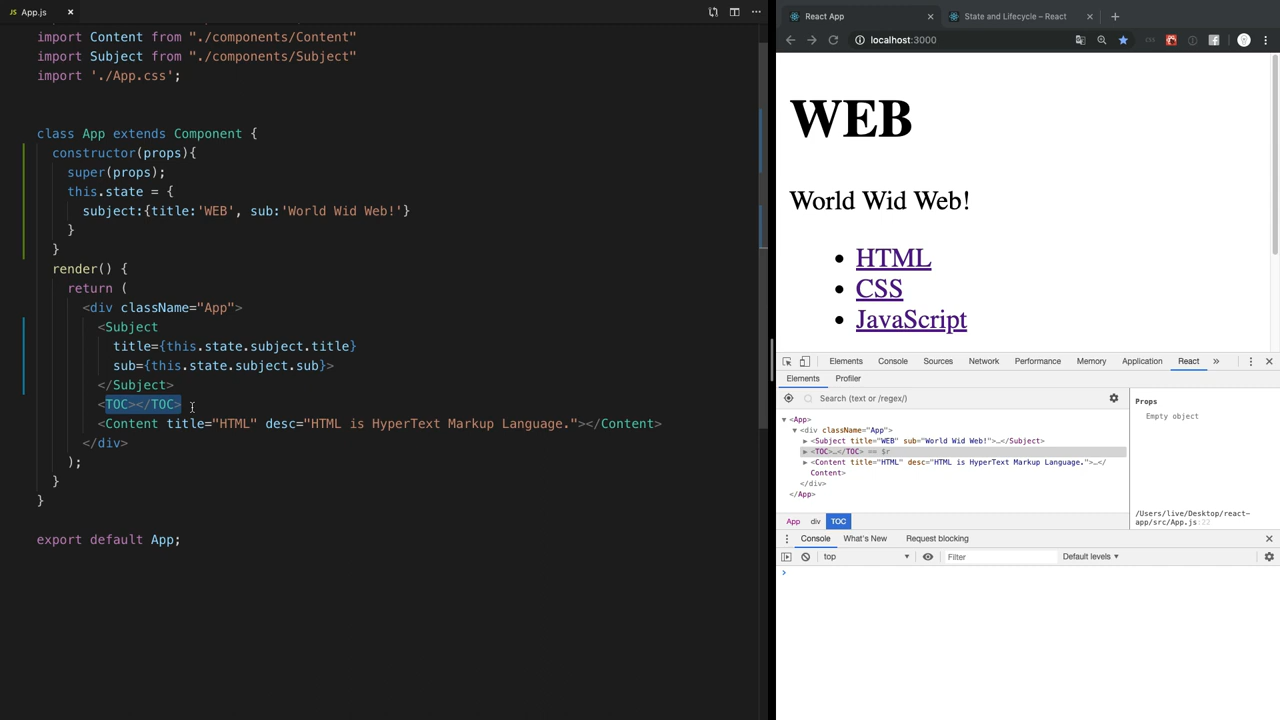 App.js
import Content from "./components/Content"
import Subject from "./components/Subject"
import './App.css';
class App extends Component {
constructor(props){
super(props);
this.state = {
subject:{title:'WEB', sub:'World Wid Web!'}
}
}
render() {
return (
<div className="App">
<Subject
title={this.state.subject.title}
sub={this.state.subject.sub}>
</Subject>
<TOC></TOC>
<Content title="HTML" desc="HTML is HyperText Markup Language."></Content>
</div>
);
}
}
export default App;
React App
State and Lifecycle – React
localhost:3000
WEB
World Wid Web!
HTML
CSS
JavaScript
Elements Console Sources Network Performance Memory Application React »
Elements Profiler
Search (text or /regex/)
<App>
<div className="App">
<Subject title="WEB" sub="World Wid Web!">…</Subject>
<TOC>…</TOC> == $r
<Content title="HTML" desc="HTML is HyperText Markup Language.">…</
Content>
</div>
</App>
App div TOC
Props
Empty object
/Users/live/Desktop/react-
app/src/App.js:22
Console What's New Request blocking
top Filter Default levels